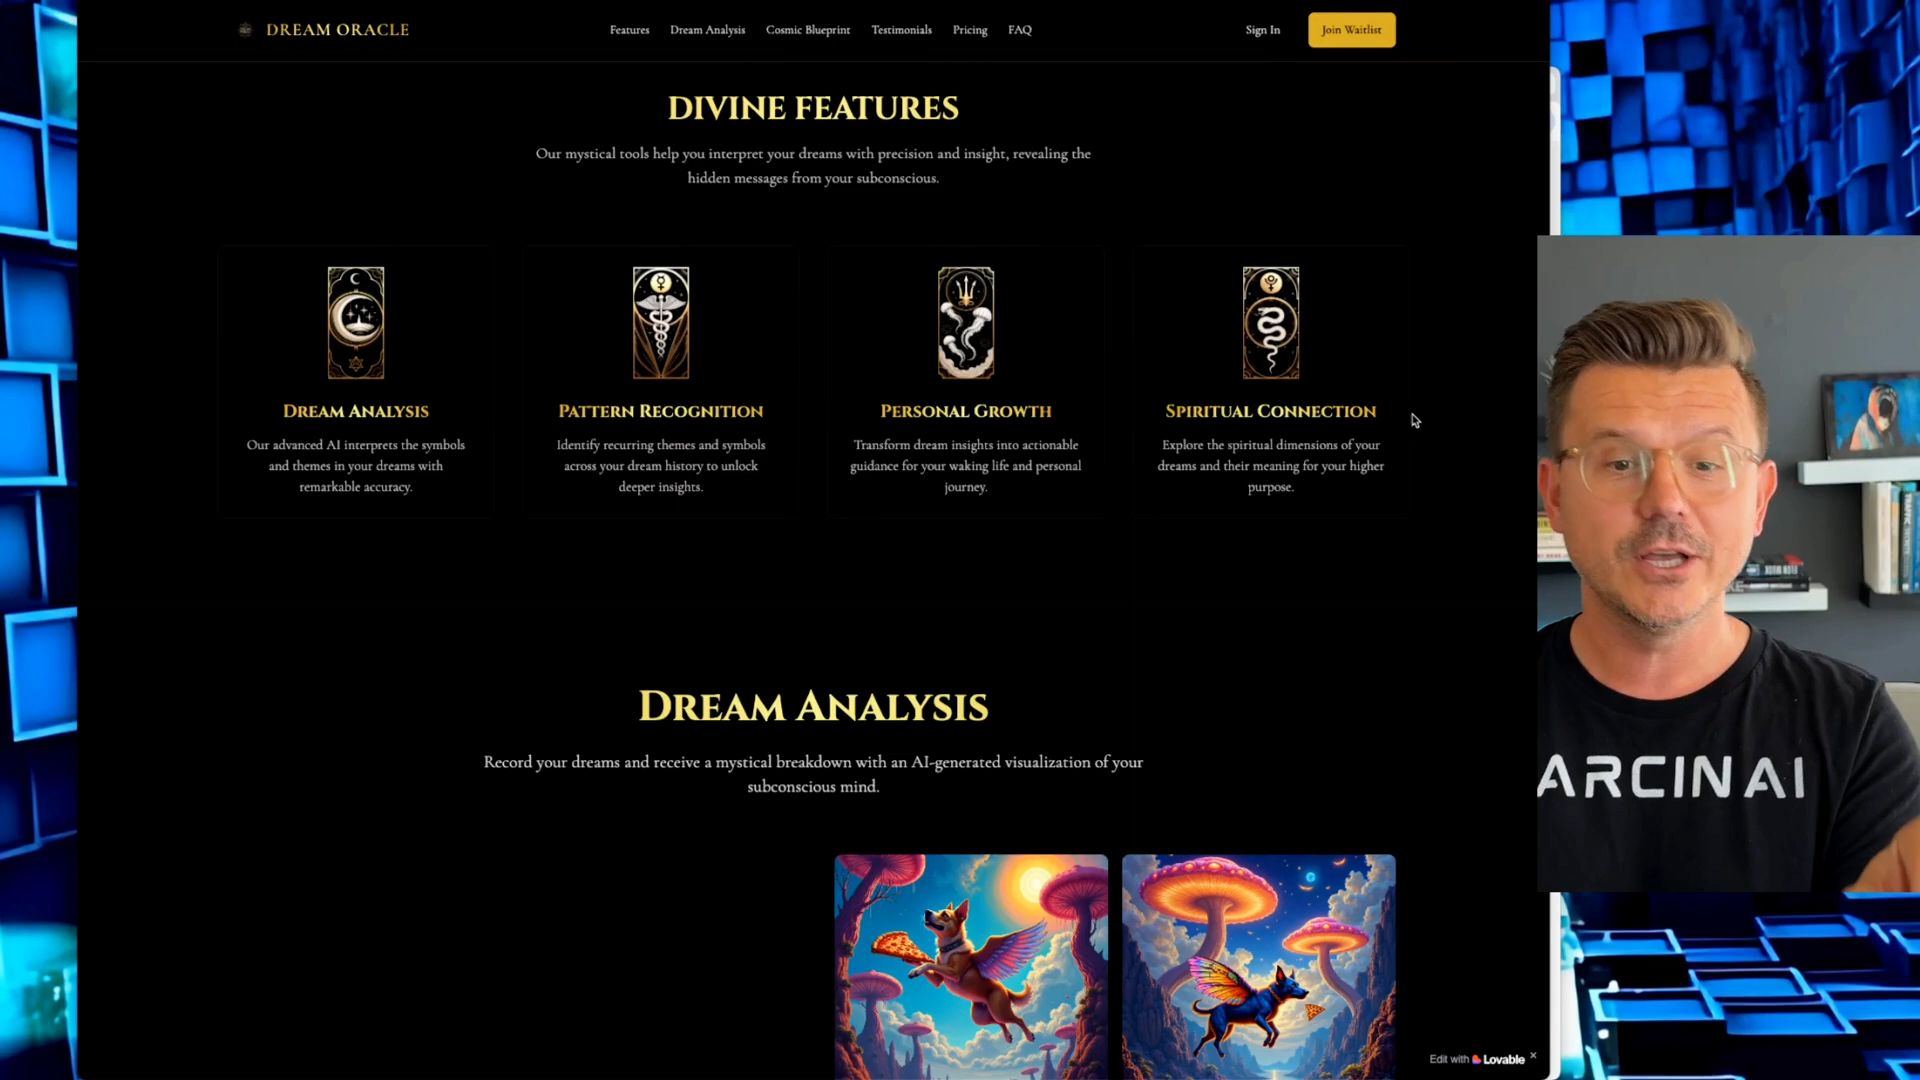 DREAM ORACLE
Features
Dream Analysis
Cosmic Blueprint
Testimonials
Pricing
FAQ
Sign In
Join Waitlist
DIVINE FEATURES
Our mystical tools help you interpret your dreams with precision and insight, revealing the
hidden messages from your subconscious.
DREAM ANALYSIS
Our advanced AI interprets the symbols
and themes in your dreams with
remarkable accuracy.
PATTERN RECOGNITION
Identify recurring themes and symbols
across your dream history to unlock
deeper insights.
PERSONAL GROWTH
Transform dream insights into actionable
guidance for your waking life and personal
journey.
SPIRITUAL CONNECTION
Explore the spiritual dimensions of your
dreams and their meaning for your higher
purpose.
DREAM ANALYSIS
Record your dreams and receive a mystical breakdown with an AI-generated visualization of your
subconscious mind.
ARCIN AI
Edit with Lovable